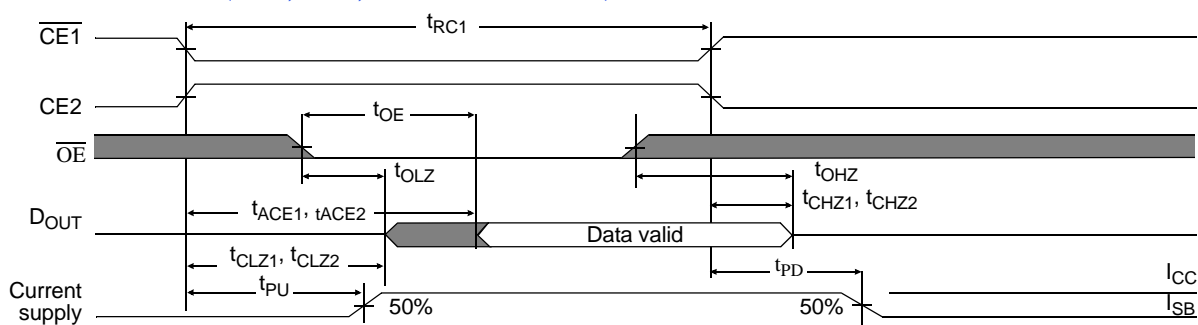 tRC1
CE1
CE2
tOE
OE
tOLZ
tOHZ
tCHZ1, tCHZ2
tACE1, tACE2
DOUT
Data valid
tCLZ1, tCLZ2
tPD
tPU
ICC
Current
supply
50%
50%
ISB